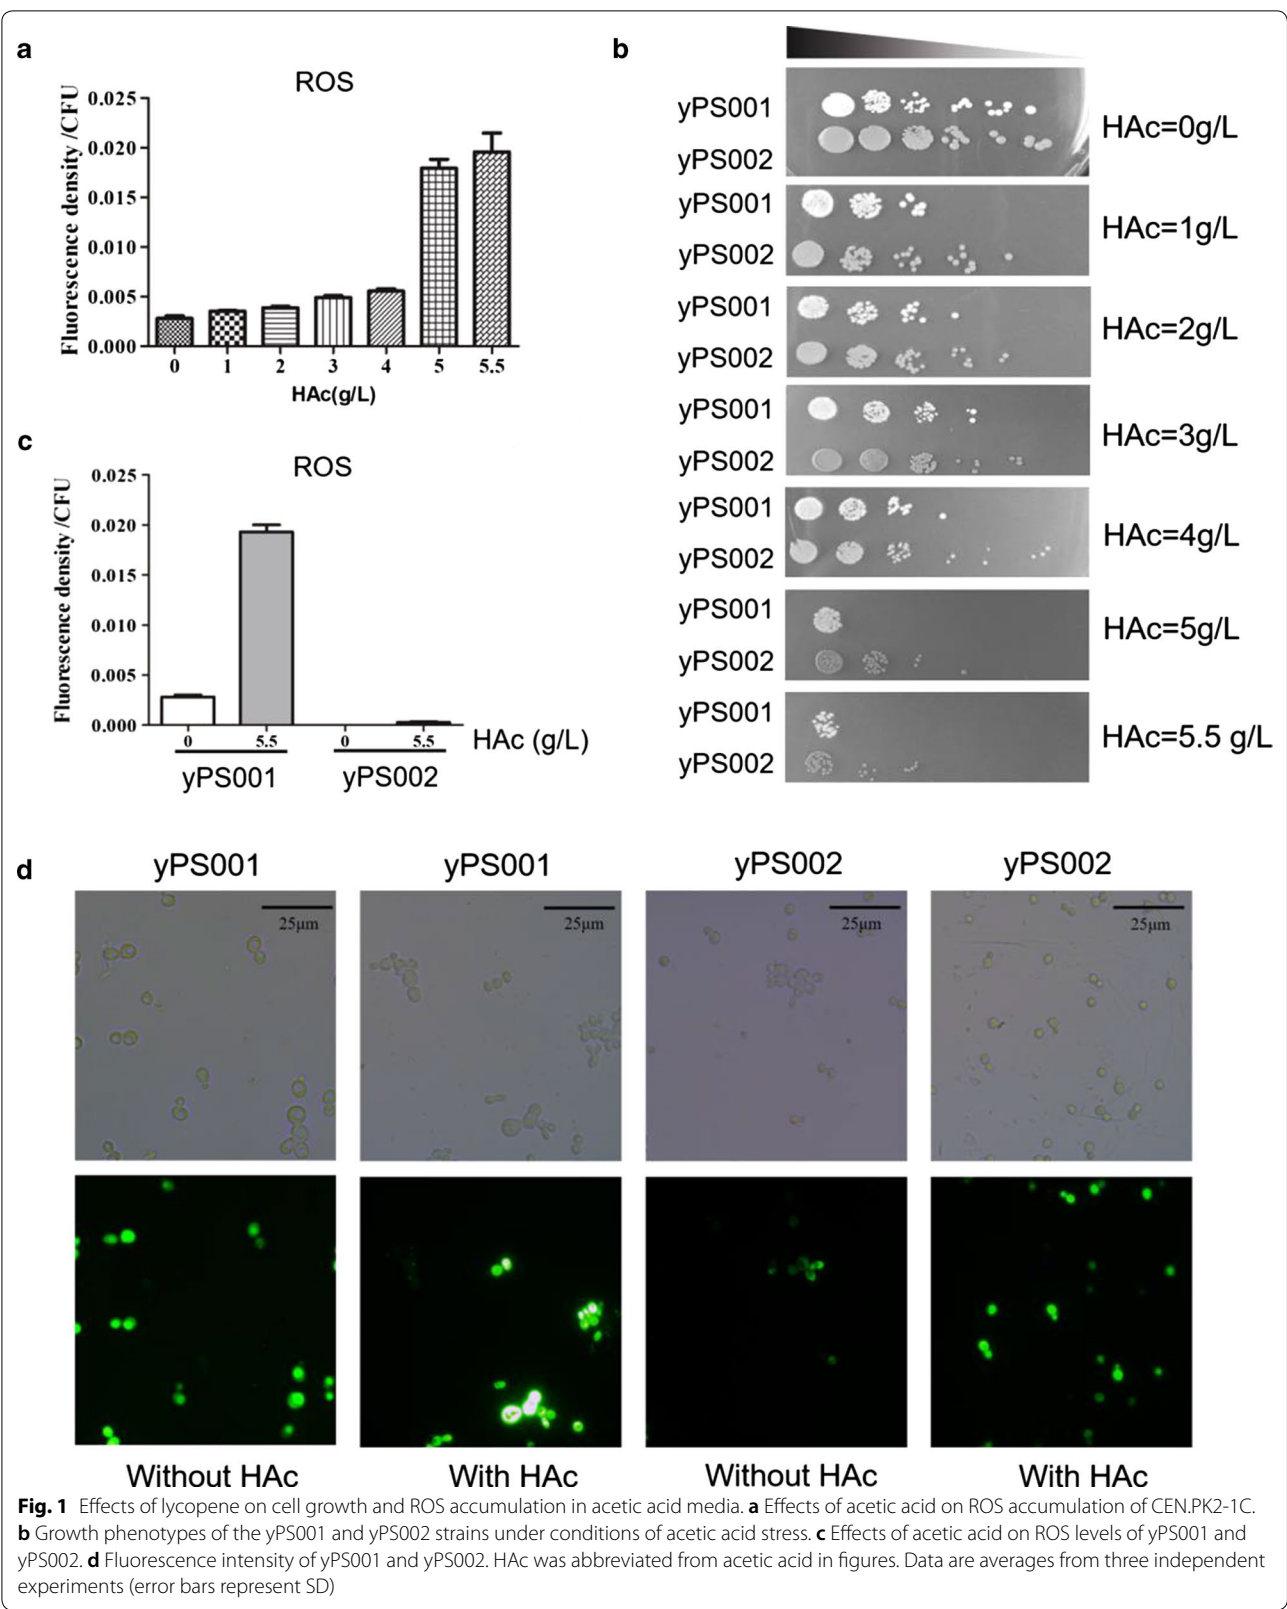 a
ROS
Fluorescence density /CFU
0.025
0.020
0.015
0.010
0.005
0.000
0 1 2 3 4 5 5.5
HAc(g/L)
b
yPS001
yPS002
HAc=0g/L
yPS001
yPS002
HAc=1g/L
yPS001
yPS002
HAc=2g/L
yPS001
yPS002
HAc=3g/L
yPS001
yPS002
HAc=4g/L
yPS001
yPS002
HAc=5g/L
yPS001
yPS002
HAc=5.5 g/L
c
ROS
Fluorescence density /CFU
0.025
0.020
0.015
0.010
0.005
0.000
0 5.5 0 5.5 HAc (g/L)
yPS001 yPS002
d
yPS001 yPS001 yPS002 yPS002
25μm 25μm 25μm 25μm
Without HAc With HAc Without HAc With HAc
Fig. 1 Effects of lycopene on cell growth and ROS accumulation in acetic acid media. a Effects of acetic acid on ROS accumulation of CEN.PK2-1C.
b Growth phenotypes of the yPS001 and yPS002 strains under conditions of acetic acid stress. c Effects of acetic acid on ROS levels of yPS001 and
yPS002. d Fluorescence intensity of yPS001 and yPS002. HAc was abbreviated from acetic acid in figures. Data are averages from three independent
experiments (error bars represent SD)